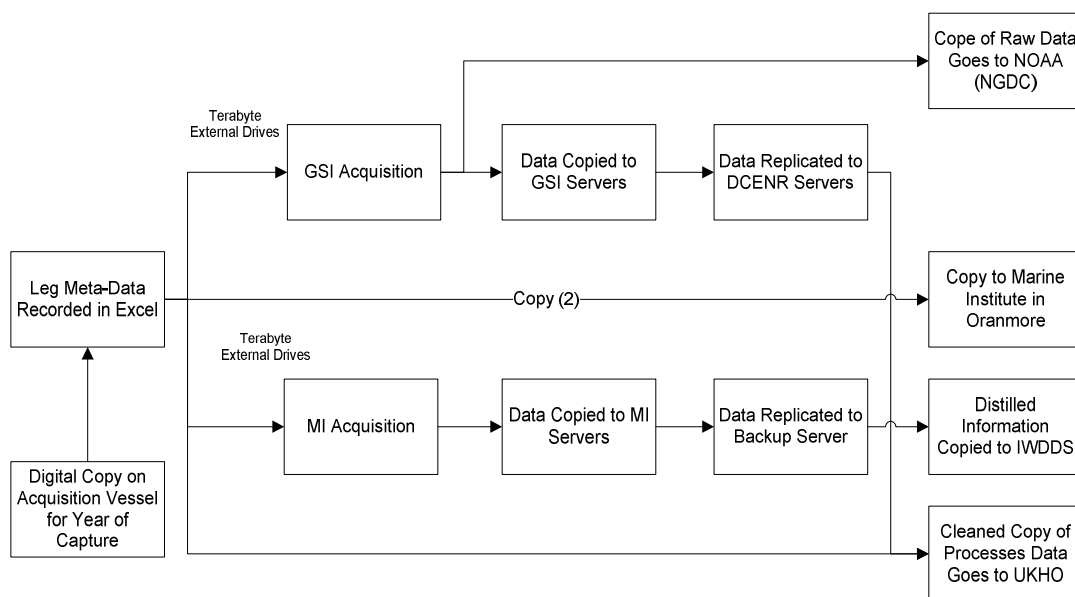 Cope of Raw Data
Goes to NOAA
(NGDC)
Terabyte
External Drives
GSI Acquisition
Data Copied to
GSI Servers
Data Replicated to
DCENR Servers
Leg Meta-Data
Recorded in Excel
Copy (2)
Copy to Marine
Institute in
Oranmore
Terabyte
External Drives
MI Acquisition
Data Copied to MI
Servers
Data Replicated to
Backup Server
Distilled
Information
Copied to IWDDS
Digital Copy on
Acquisition Vessel
for Year of
Capture
Cleaned Copy of
Processes Data
Goes to UKHO